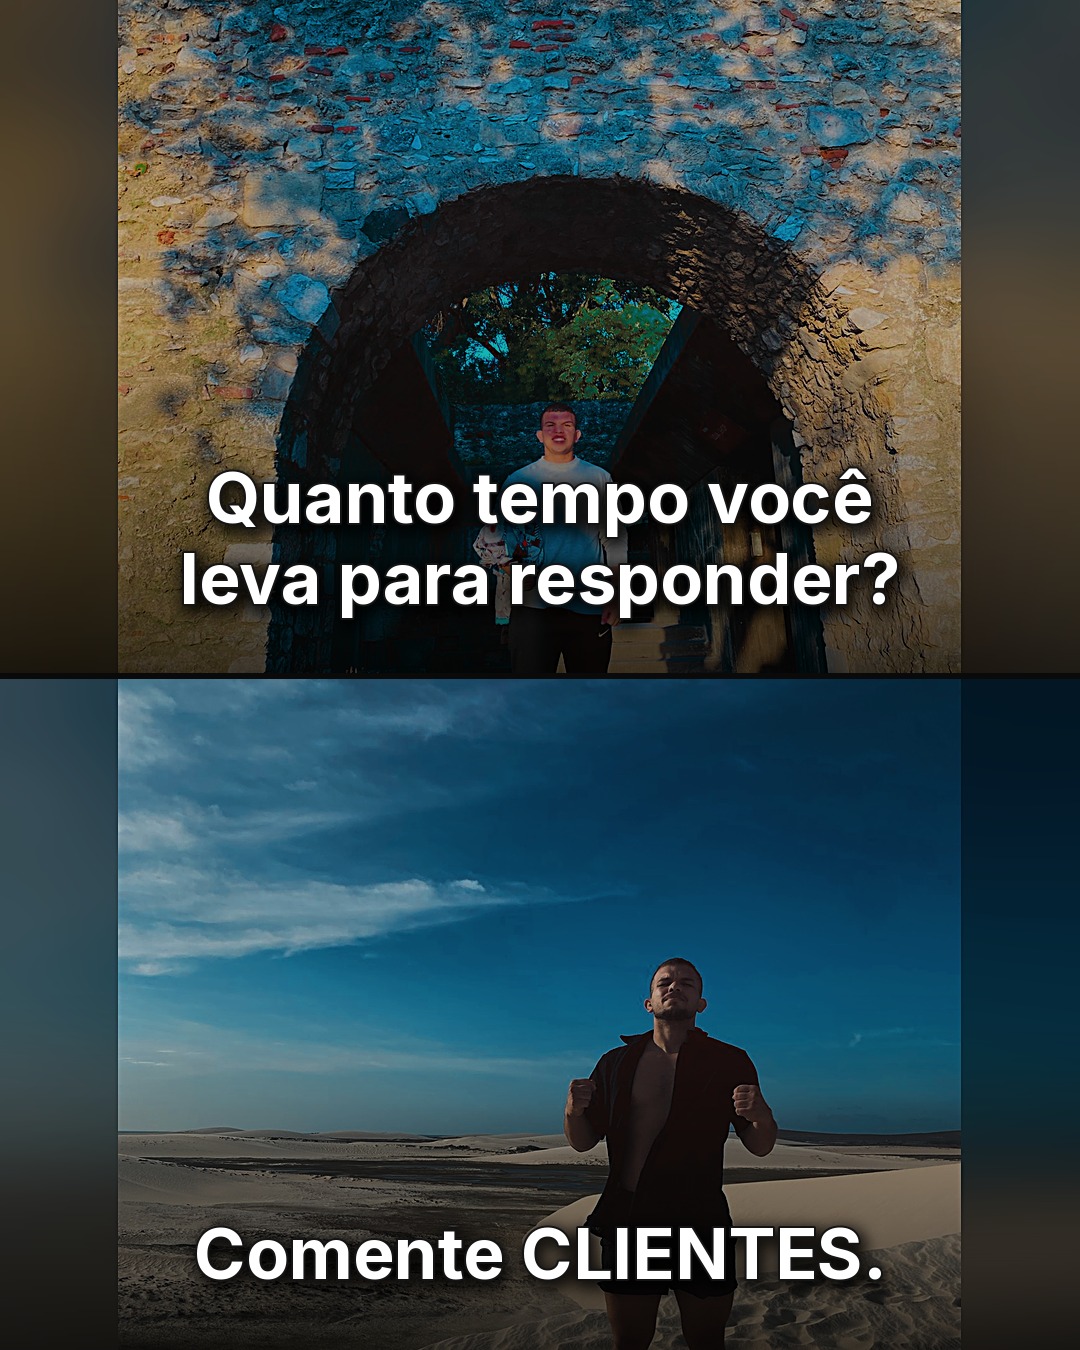 Quanto tempo você
leva para responder?
Comente CLIENTES.